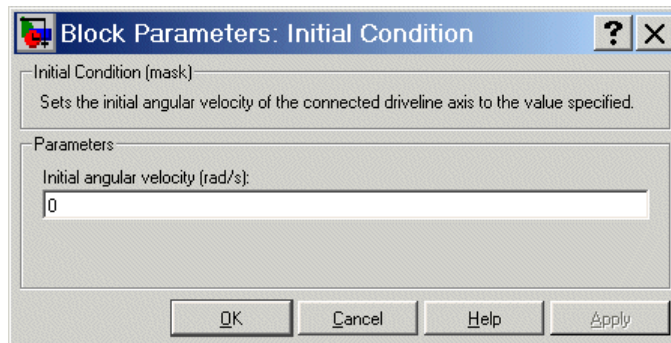 Block Parameters: Initial Condition ? X
Initial Condition (mask)
Sets the initial angular velocity of the connected driveline axis to the value specified.
Parameters
Initial angular velocity (rad/s):
0
OK Cancel Help Apply